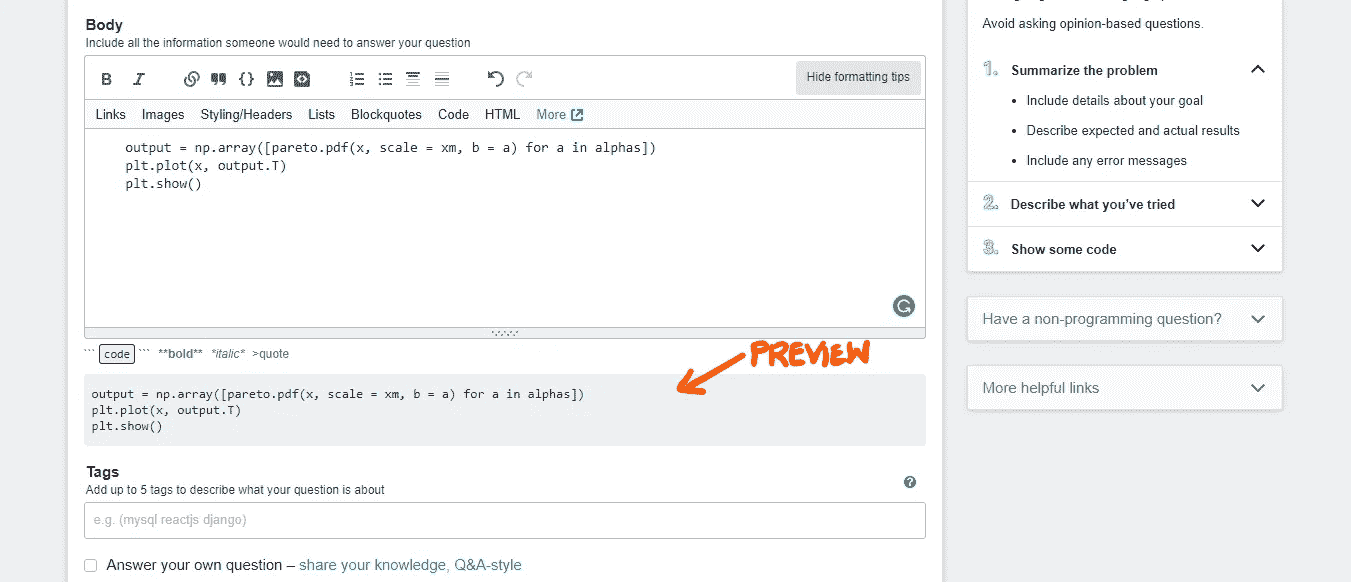 Body
Include all the information someone would need to answer your question
B I Hide formatting tips
Links Images Styling/Headers Lists Blockquotes Code HTML More
output = np.array([pareto.pdf(x, scale = xm, b = a) for a in alphas])
plt.plot(x, output.T)
plt.show()
``` code ``` **bold** *italic* >quote
PREVIEW
output = np.array([pareto.pdf(x, scale = xm, b = a) for a in alphas])
plt.plot(x, output.T)
plt.show()
Tags
Add up to 5 tags to describe what your question is about
e.g. (mysql reactjs django)
Answer your own question – share your knowledge, Q&A-style
Avoid asking opinion-based questions.
1. Summarize the problem
• Include details about your goal
• Describe expected and actual results
• Include any error messages
2. Describe what you've tried
3. Show some code
Have a non-programming question?
More helpful links